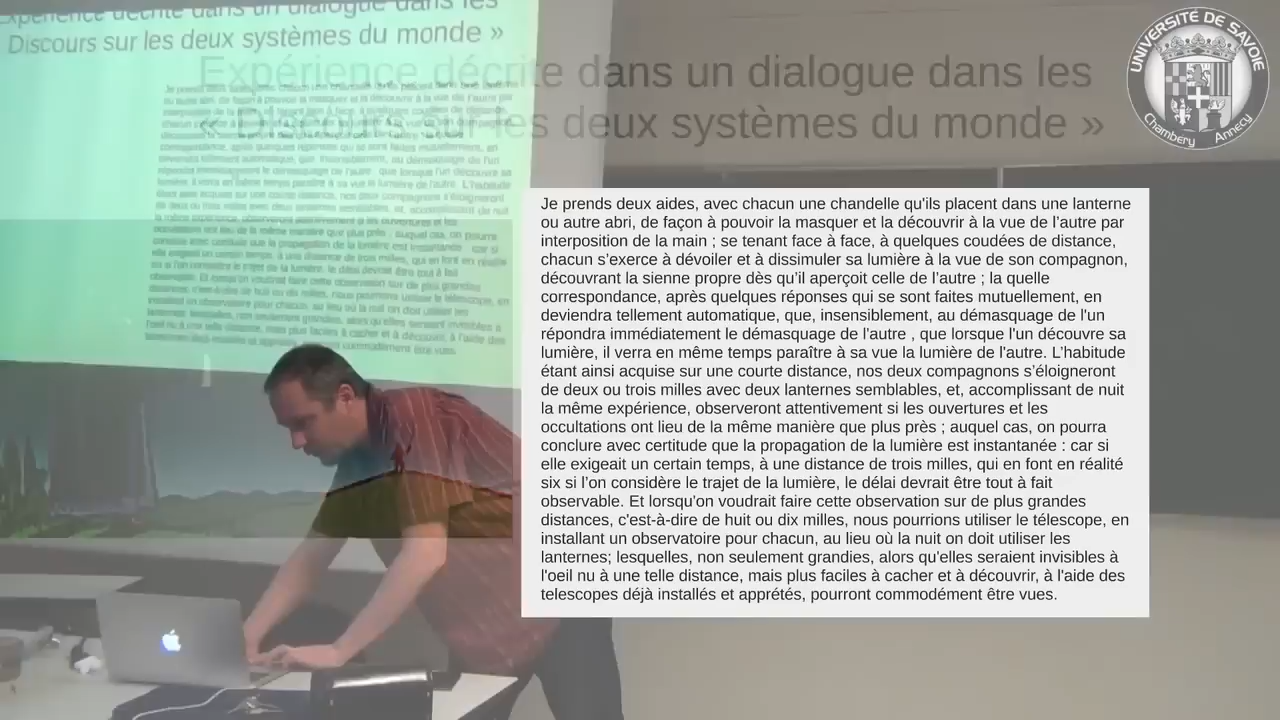 Expérience décrite dans un dialogue dans les
Discours sur les deux systèmes du monde »
Expérience décrite dans un dialogue dans les
« Discours sur les deux systèmes du monde »
UNIVERSITÉ DE SAVOIE
Chambéry Annecy
Je prends deux aides, avec chacun une chandelle qu'ils placent dans une lanterne
ou autre abri, de façon à pouvoir la masquer et la découvrir à la vue de l’autre par
interposition de la main ; se tenant face à face, à quelques coudées de distance,
chacun s’exerce à dévoiler et à dissimuler sa lumière à la vue de son compagnon,
découvrant la sienne propre dès qu’il aperçoit celle de l’autre ; la quelle
correspondance, après quelques réponses qui se sont faites mutuellement, en
deviendra tellement automatique, que, insensiblement, au démasquage de l'un
répondra immédiatement le démasquage de l'autre , que lorsque l'un découvre sa
lumière, il verra en même temps paraître à sa vue la lumière de l'autre. L’habitude
étant ainsi acquise sur une courte distance, nos deux compagnons s’éloigneront
de deux ou trois milles avec deux lanternes semblables, et, accomplissant de nuit
la même expérience, observeront attentivement si les ouvertures et les
occultations ont lieu de la même manière que plus près ; auquel cas, on pourra
conclure avec certitude que la propagation de la lumière est instantanée : car si
elle exigeait un certain temps, à une distance de trois milles, qui en font en réalité
six si l’on considère le trajet de la lumière, le délai devrait être tout à fait
observable. Et lorsqu'on voudrait faire cette observation sur de plus grandes
distances, c'est-à-dire de huit ou dix milles, nous pourrions utiliser le télescope, en
installant un observatoire pour chacun, au lieu où la nuit on doit utiliser les
lanternes; lesquelles, non seulement grandies, alors qu'elles seraient invisibles à
l'oeil nu à une telle distance, mais plus faciles à cacher et à découvrir, à l'aide des
telescopes déjà installés et apprétés, pourront commodément être vues.